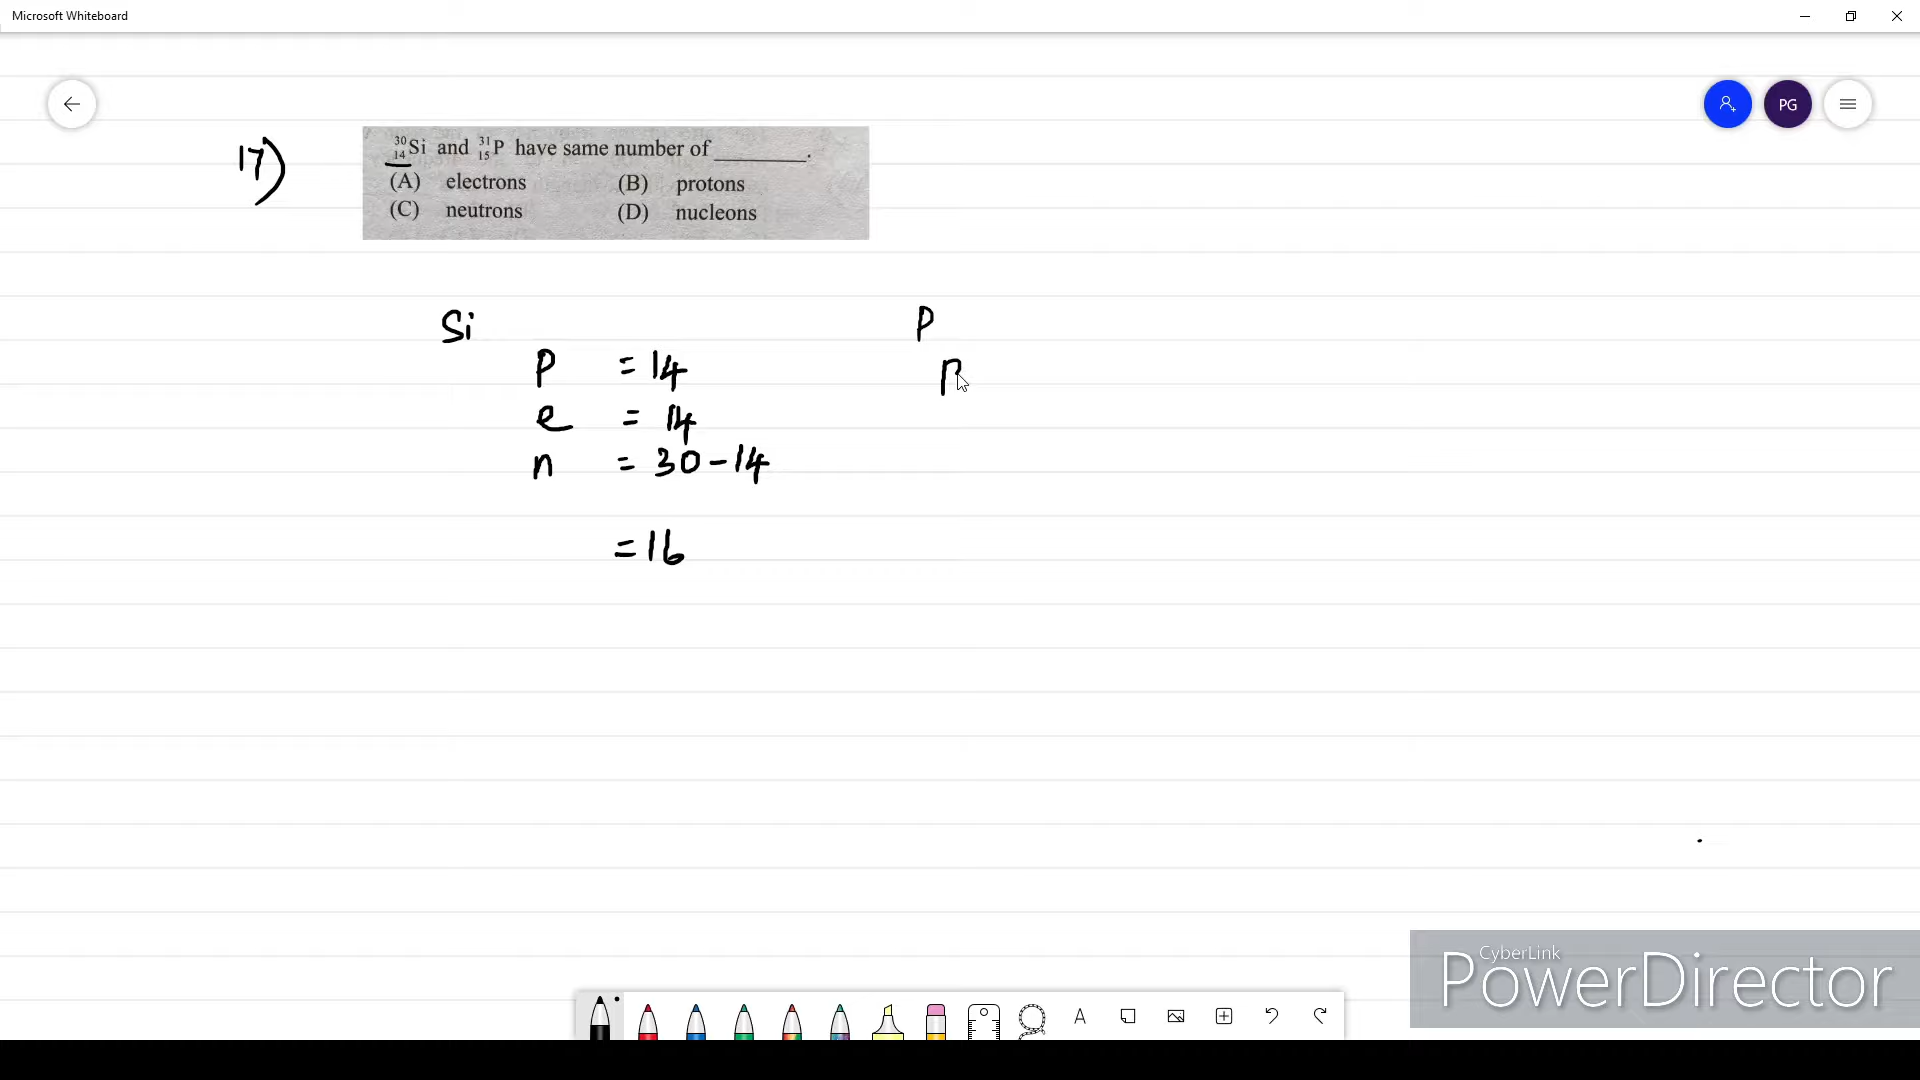 Microsoft Whiteboard
PG
17)
³⁰₁₄Si and ³¹₁₅P have same number of ________.
(A) electrons (B) protons
(C) neutrons (D) nucleons
Si P
P = 14
e = 14
n = 30 - 14
= 16
A
CyberLink
PowerDirector